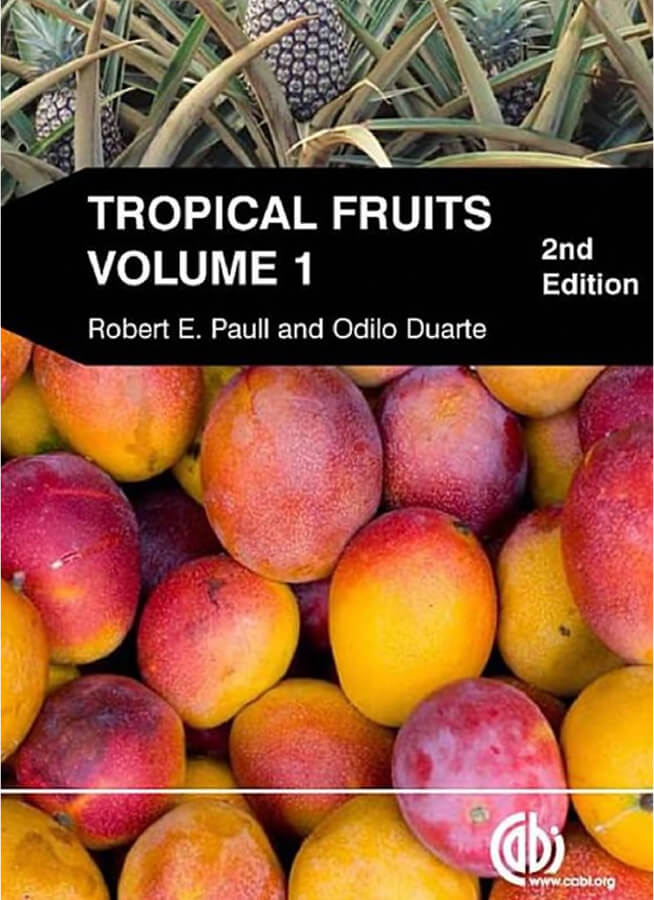 TROPICAL FRUITS
VOLUME 1
2nd
Edition
Robert E. Paull and Odilo Duarte
cabi
www.cabi.org